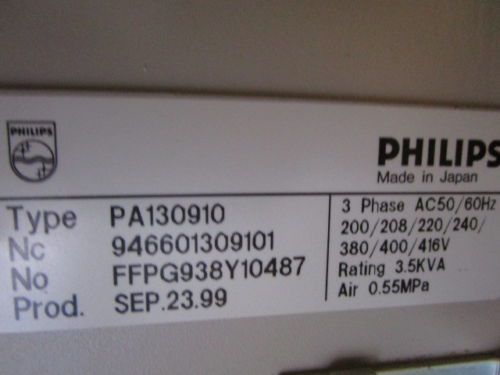 PHILIPS
PHILIPS
Made in Japan
Type PA130910
Nc 946601309101
No FFPG938Y10487
Prod. SEP.23.99
3 Phase AC50/60Hz
200/208/220/240/
380/400/416V
Rating 3.5KVA
Air 0.55MPa